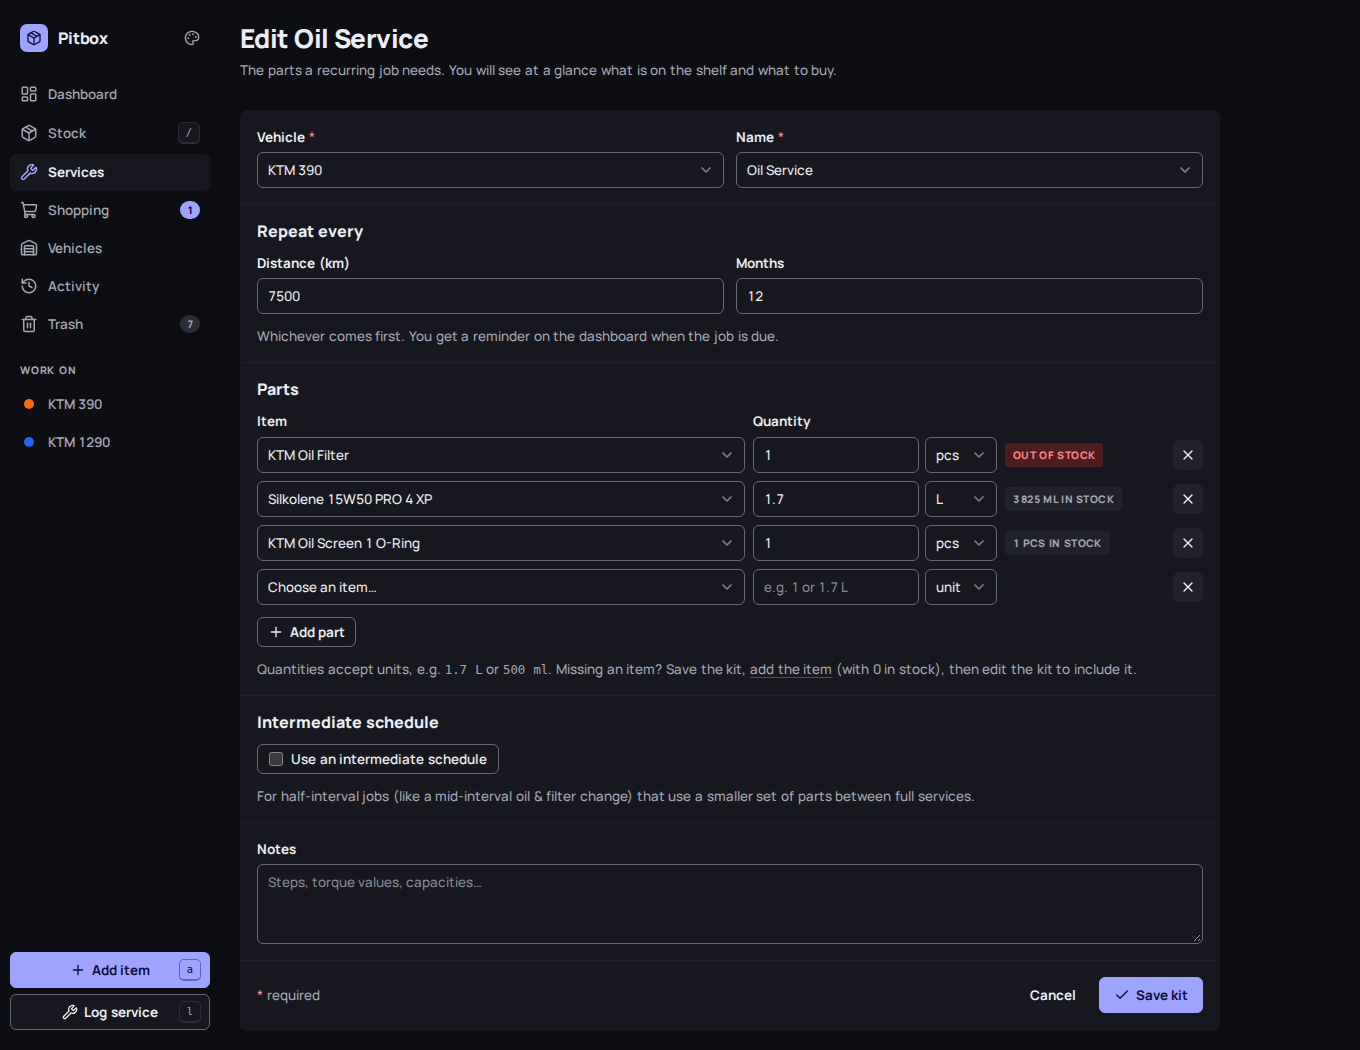 Pitbox
Dashboard
Stock /
Services
Shopping 1
Vehicles
Activity
Trash 7
WORK ON
KTM 390
KTM 1290
Add item a
Log service l
Edit Oil Service
The parts a recurring job needs. You will see at a glance what is on the shelf and what to buy.
Vehicle * Name *
KTM 390 Oil Service
Repeat every
Distance (km) Months
7500 12
Whichever comes first. You get a reminder on the dashboard when the job is due.
Parts
Item Quantity
KTM Oil Filter 1 pcs OUT OF STOCK
Silkolene 15W50 PRO 4 XP 1.7 L 3 825 ML IN STOCK
KTM Oil Screen 1 O-Ring 1 pcs 1 PCS IN STOCK
Choose an item... e.g. 1 or 1.7 L unit
Add part
Quantities accept units, e.g. 1.7 L or 500 ml. Missing an item? Save the kit, add the item (with 0 in stock), then edit the kit to include it.
Intermediate schedule
Use an intermediate schedule
For half-interval jobs (like a mid-interval oil & filter change) that use a smaller set of parts between full services.
Notes
Steps, torque values, capacities...
* required Cancel Save kit